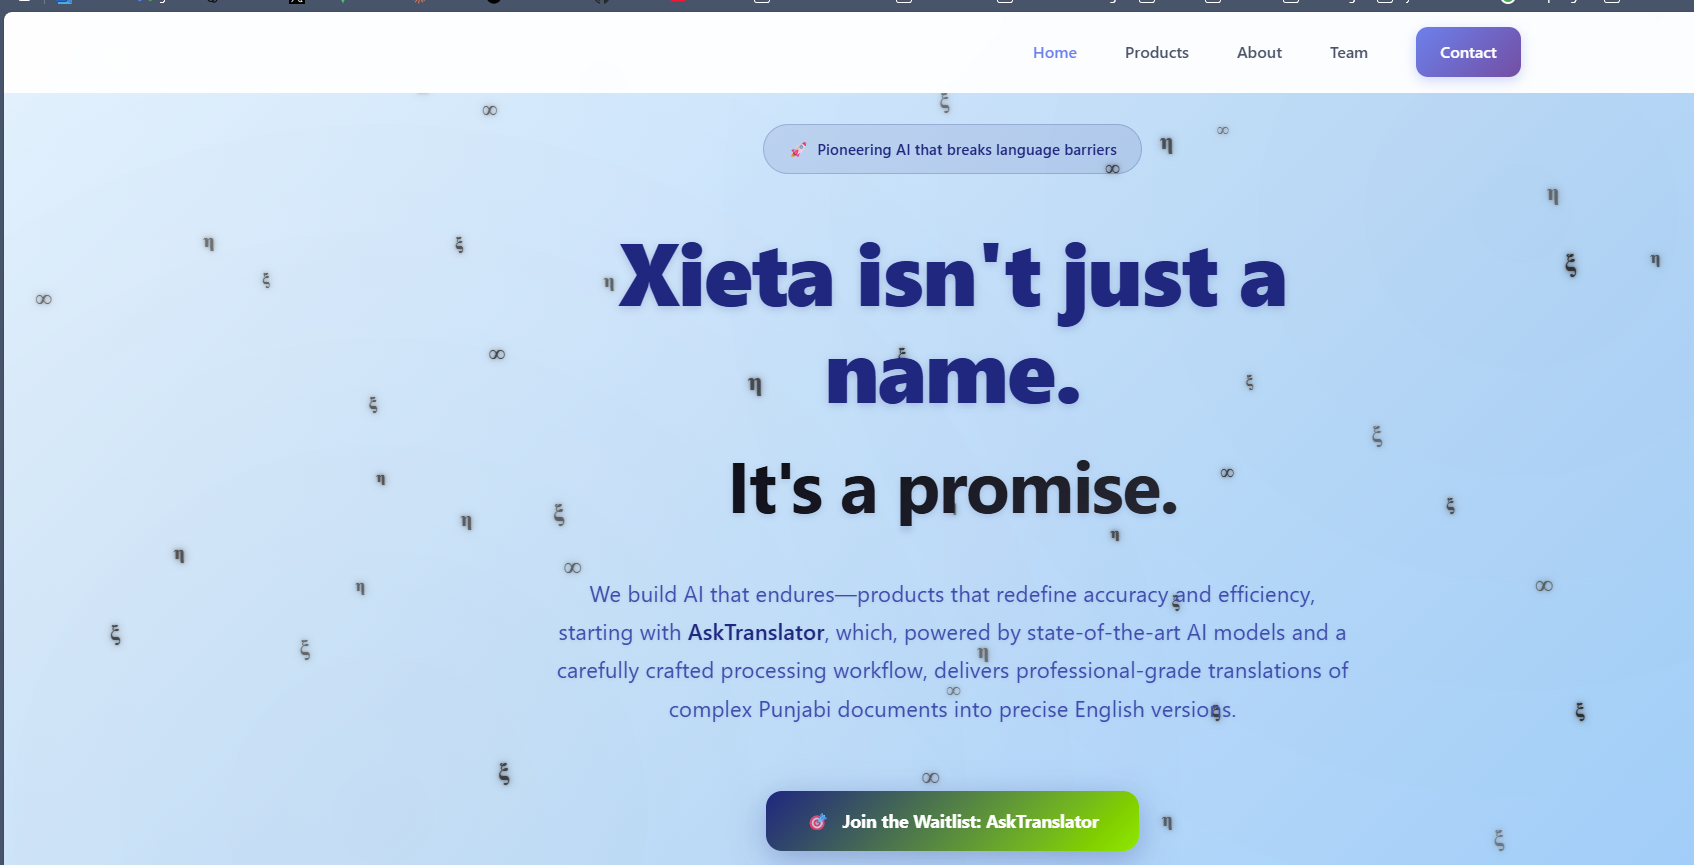 Home Products About Team Contact
🚀 Pioneering AI that breaks language barriers
Xieta isn't just a
name.
It's a promise.
We build AI that endures—products that redefine accuracy and efficiency,
starting with AskTranslator, which, powered by state-of-the-art AI models and a
carefully crafted processing workflow, delivers professional-grade translations of
complex Punjabi documents into precise English versions.
🎯 Join the Waitlist: AskTranslator